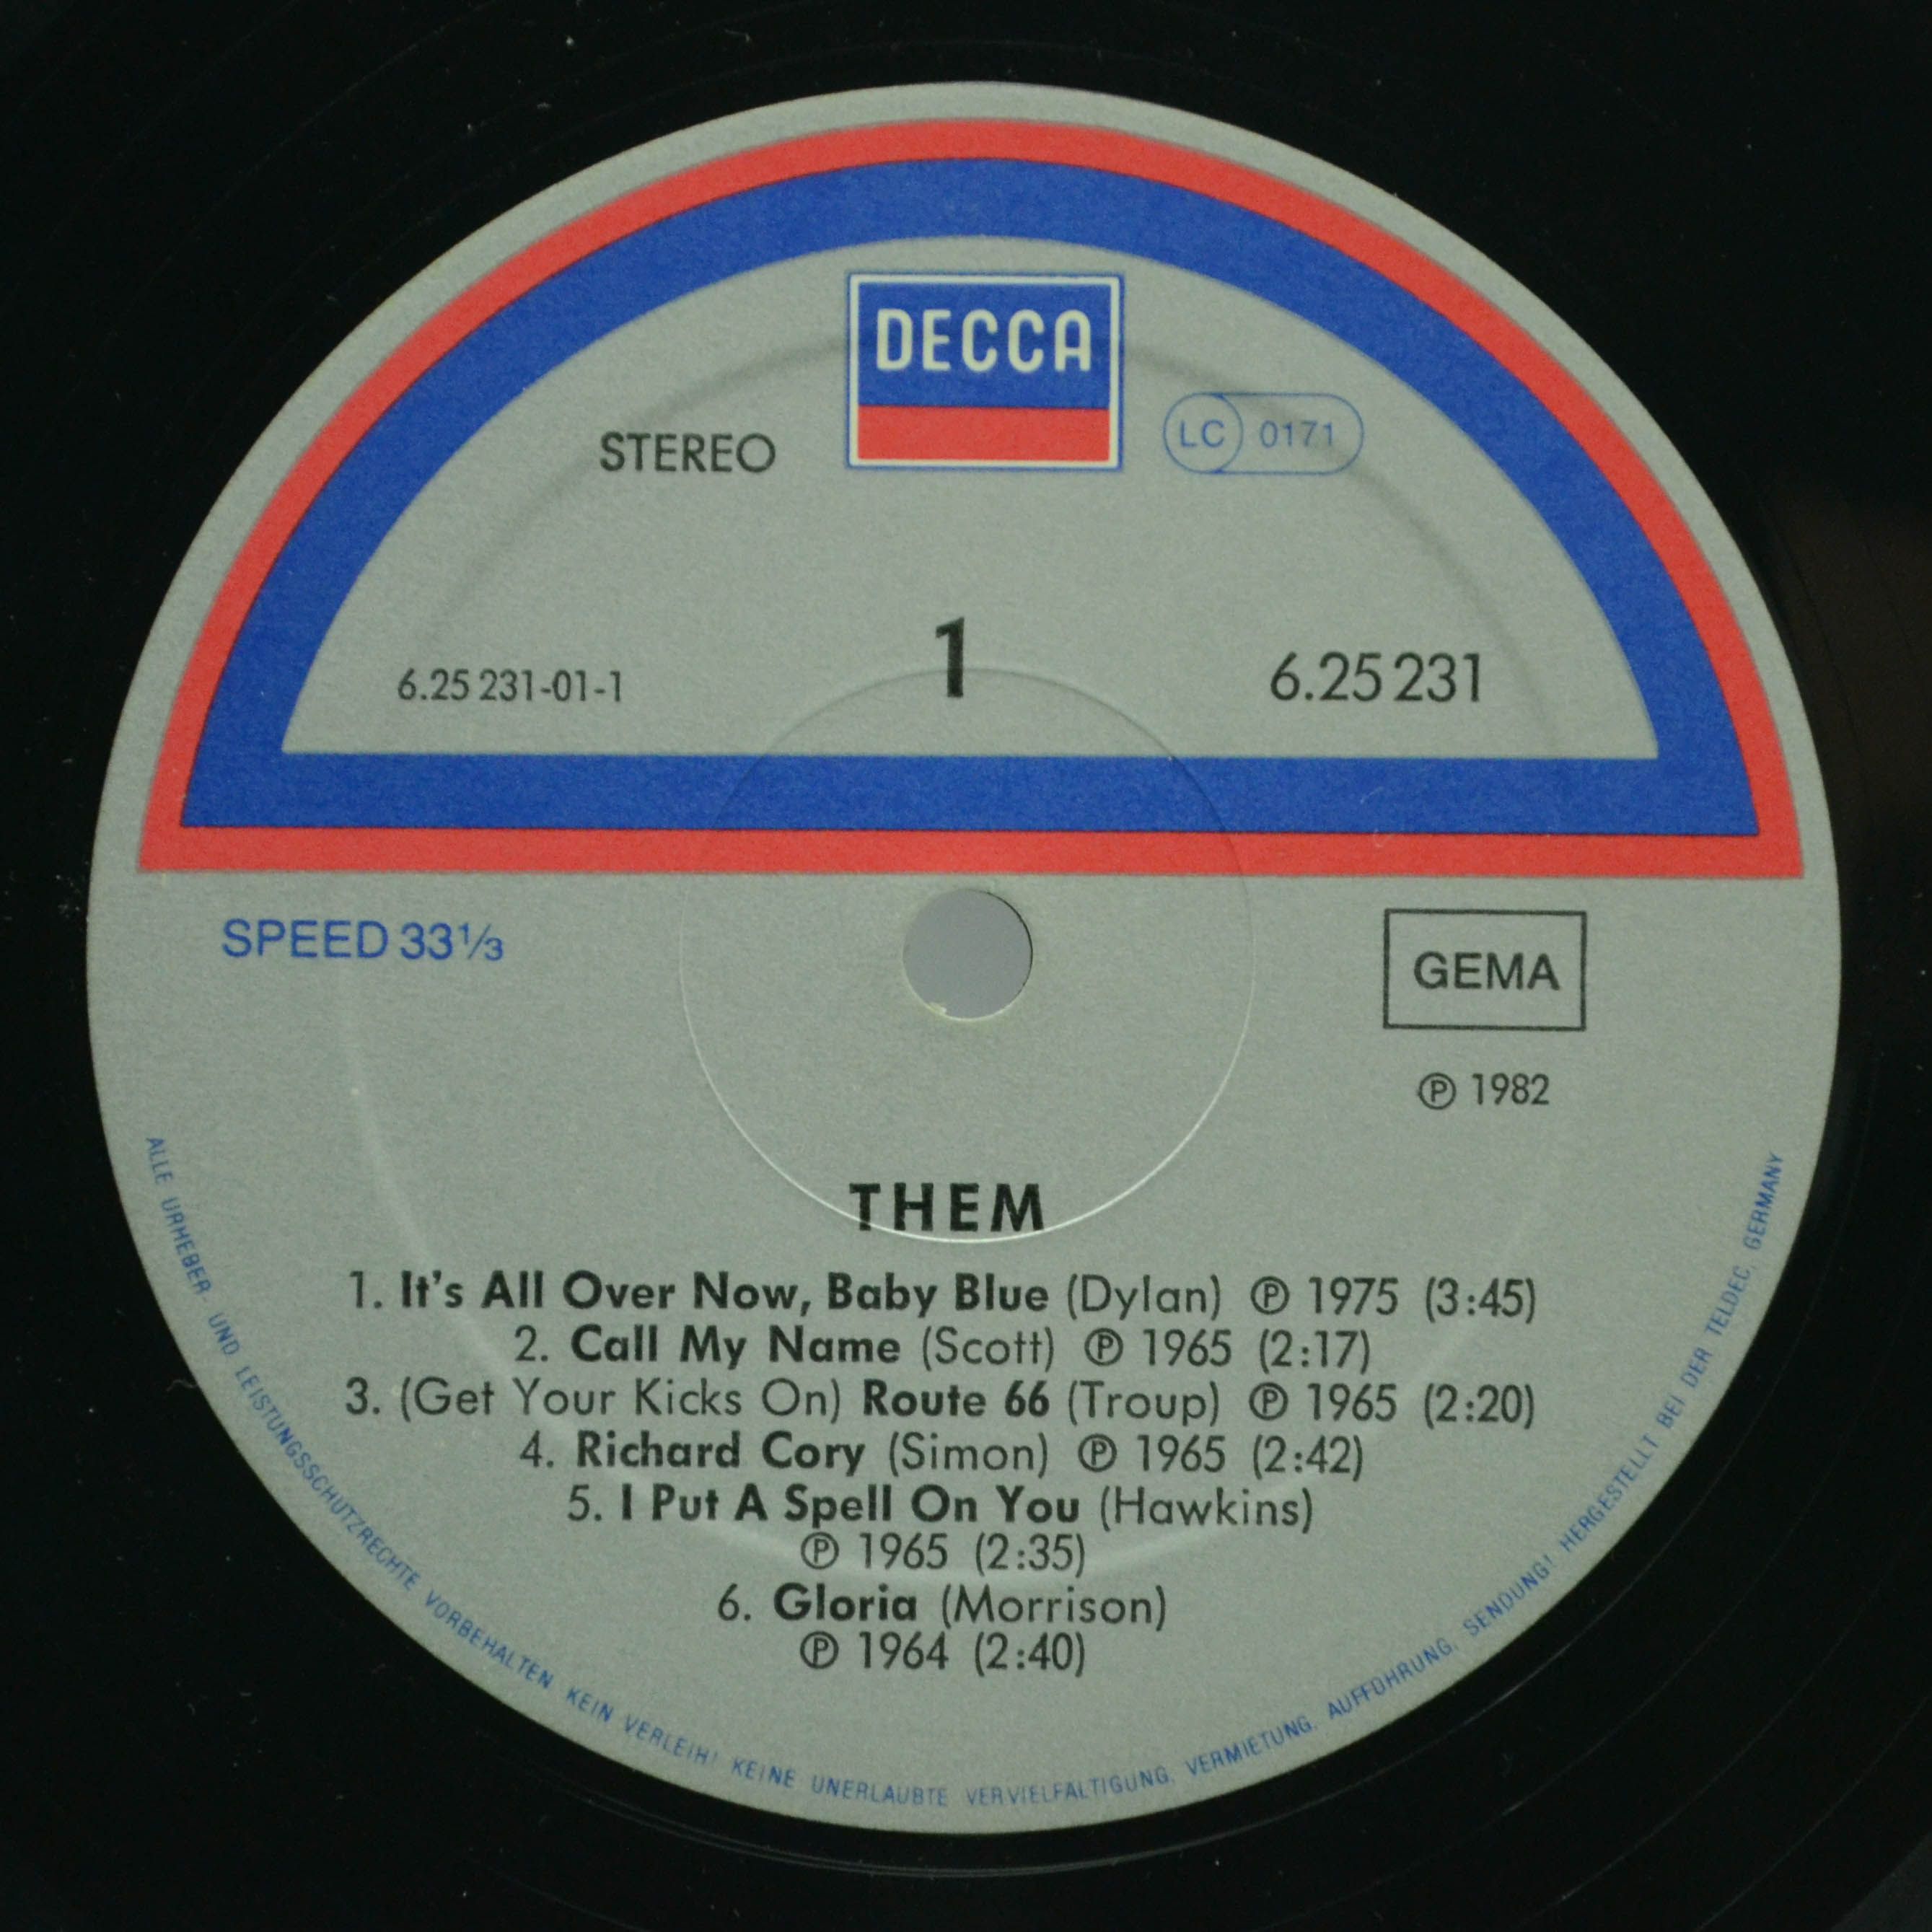 DECCA
STEREO
LC 0171
6.25 231-01-1
1
6.25 231
SPEED 33⅓
GEMA
℗ 1982
THEM
1. It's All Over Now, Baby Blue (Dylan) ℗ 1975 (3:45)
2. Call My Name (Scott) ℗ 1965 (2:17)
3. (Get Your Kicks On) Route 66 (Troup) ℗ 1965 (2:20)
4. Richard Cory (Simon) ℗ 1965 (2:42)
5. I Put A Spell On You (Hawkins)
℗ 1965 (2:35)
6. Gloria (Morrison)
℗ 1964 (2:40)
ALLE URHEBER- UND LEISTUNGSSCHUTZRECHTE VORBEHALTEN KEIN VERLEIH! KEINE UNERLAUBTE VERVIELFÄLTIGUNG, VERMIETUNG, AUFFÜHRUNG, SENDUNG! HERGESTELLT BEI DER TELDEC, GERMANY